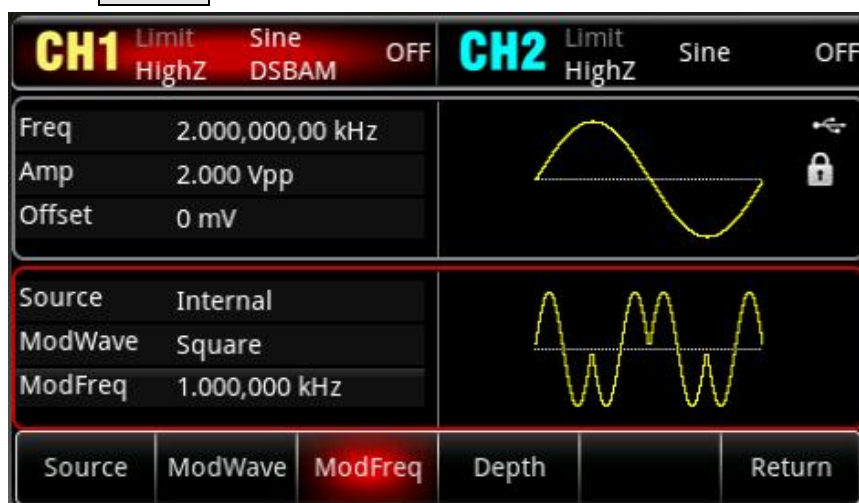 CH1 Limit Sine OFF CH2 Limit Sine OFF
HighZ DSBAM HighZ
Freq 2.000,000,00 kHz
Amp 2.000 Vpp
Offset 0 mV
Source Internal
ModWave Square
ModFreq 1.000,000 kHz
Source ModWave ModFreq Depth Return